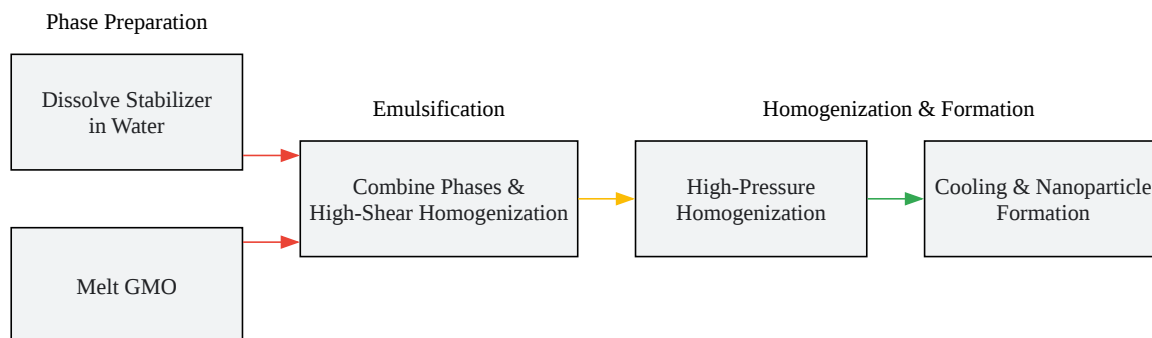 Phase Preparation
Dissolve Stabilizer
in Water
Melt GMO
Emulsification
Combine Phases &
High-Shear Homogenization
Homogenization & Formation
High-Pressure
Homogenization
Cooling & Nanoparticle
Formation